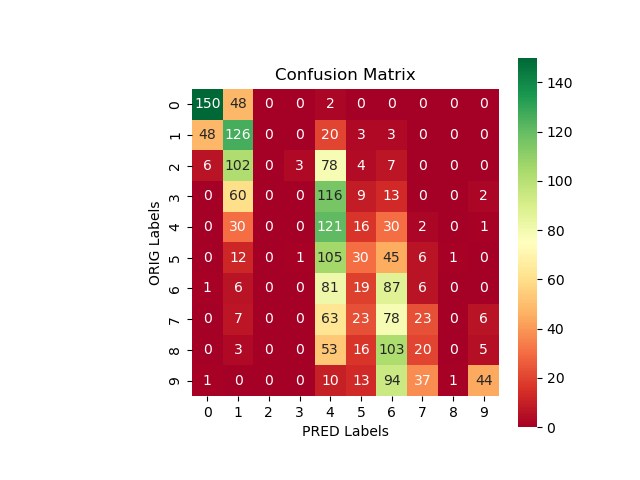 Confusion Matrix
ORIG Labels
0 150 48 0 0 2 0 0 0 0 0
1 48 126 0 0 20 3 3 0 0 0
2 6 102 0 3 78 4 7 0 0 0
3 0 60 0 0 116 9 13 0 0 2
4 0 30 0 0 121 16 30 2 0 1
5 0 12 0 1 105 30 45 6 1 0
6 1 6 0 0 81 19 87 6 0 0
7 0 7 0 0 63 23 78 23 0 6
8 0 3 0 0 53 16 103 20 0 5
9 1 0 0 0 10 13 94 37 1 44
0 1 2 3 4 5 6 7 8 9
PRED Labels
140
120
100
80
60
40
20
0